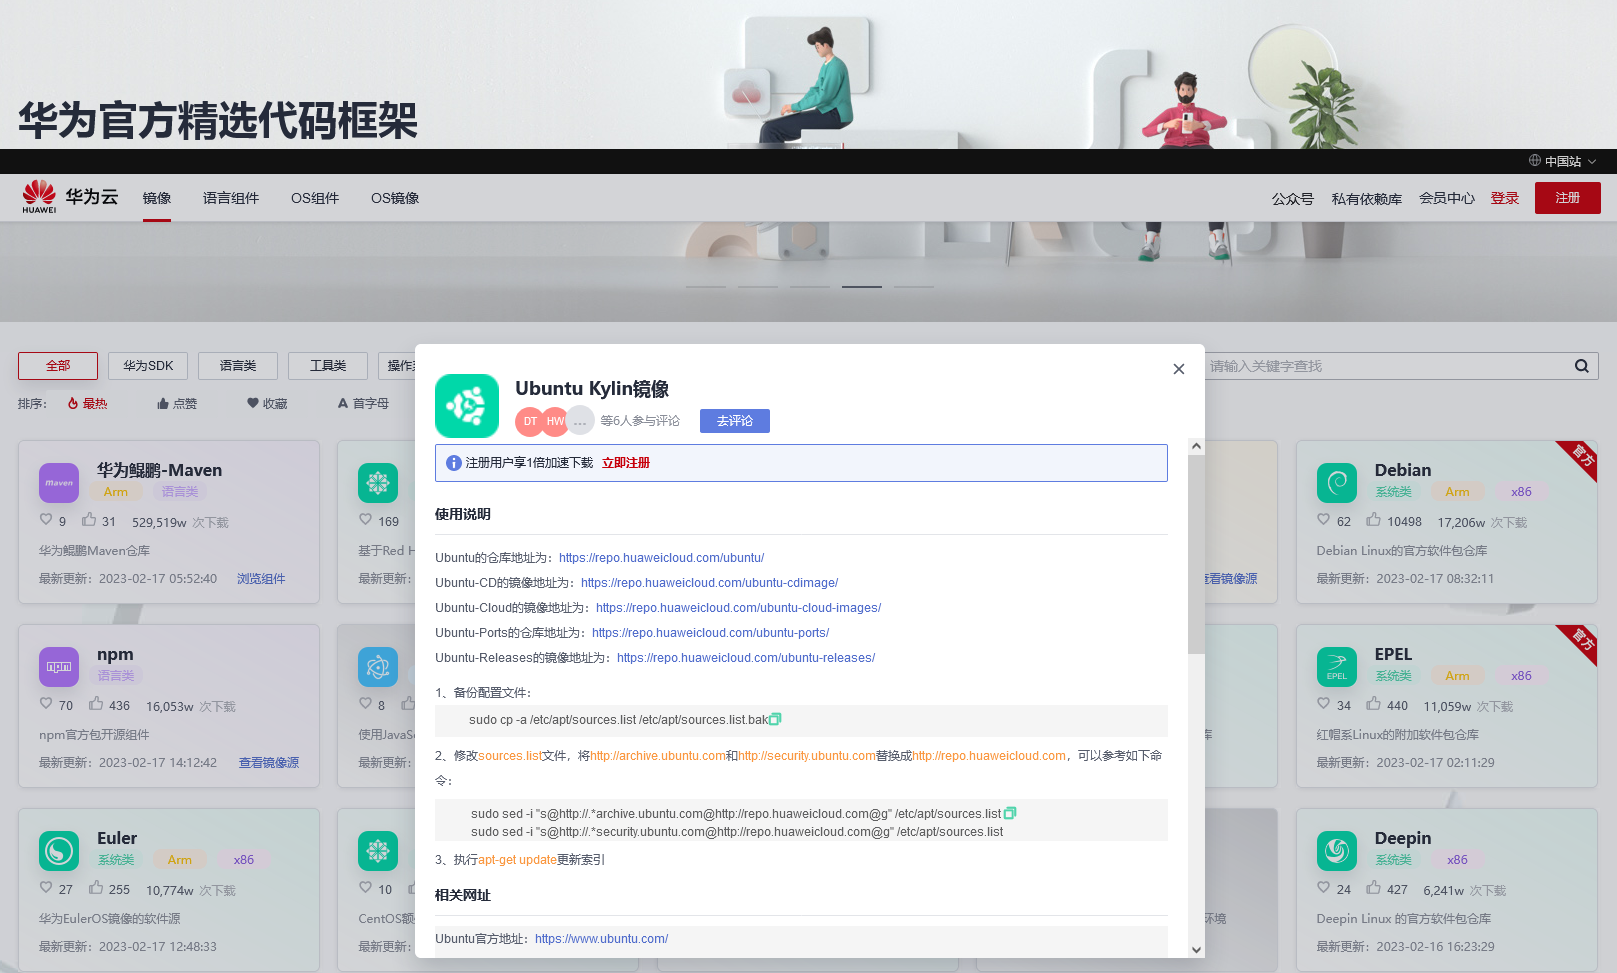 华为官方精选代码框架
中国站
HUAWEI 华为云 镜像 语言组件 OS组件 OS镜像 公众号 私有依赖库 会员中心 登录 注册
全部 华为SDK 语言类 工具类 操作 请输入关键字查找
排序： 最热 点赞 收藏 A 首字母
Maven 华为鲲鹏-Maven
Arm 语言类
9 31 529,519w 次下载
华为鲲鹏Maven仓库
最新更新：2023-02-17 05:52:40 浏览组件
169
基于Red H
最新更新：
查看镜像源
官方
Debian
系统类 Arm x86
62 10498 17,206w 次下载
Debian Linux的官方软件包仓库
最新更新：2023-02-17 08:32:11
npm
语言类
70 436 16,053w 次下载
npm官方包开源组件
最新更新：2023-02-17 14:12:42 查看镜像源
8
使用JavaSc
最新更新：
库
官方
EPEL EPEL
系统类 Arm x86
34 440 11,059w 次下载
红帽系Linux的附加软件包仓库
最新更新：2023-02-17 02:11:29
Euler
系统类 Arm x86
27 255 10,774w 次下载
华为EulerOS镜像的软件源
最新更新：2023-02-17 12:48:33
10
CentOS额
最新更新：
环境
Deepin
系统类 x86
24 427 6,241w 次下载
Deepin Linux 的官方软件包仓库
最新更新：2023-02-16 16:23:29
Ubuntu Kylin镜像
DT HW ... 等6人参与评论 去评论
注册用户享1倍加速下载 立即注册
使用说明
Ubuntu的仓库地址为：https://repo.huaweicloud.com/ubuntu/
Ubuntu-CD的镜像地址为：https://repo.huaweicloud.com/ubuntu-cdimage/
Ubuntu-Cloud的镜像地址为：https://repo.huaweicloud.com/ubuntu-cloud-images/
Ubuntu-Ports的仓库地址为：https://repo.huaweicloud.com/ubuntu-ports/
Ubuntu-Releases的镜像地址为：https://repo.huaweicloud.com/ubuntu-releases/
1、备份配置文件：
sudo cp -a /etc/apt/sources.list /etc/apt/sources.list.bak
2、修改sources.list文件，将http://archive.ubuntu.com和http://security.ubuntu.com替换成http://repo.huaweicloud.com，可以参考如下命
令：
sudo sed -i "s@http://.*archive.ubuntu.com@http://repo.huaweicloud.com@g" /etc/apt/sources.list
sudo sed -i "s@http://.*security.ubuntu.com@http://repo.huaweicloud.com@g" /etc/apt/sources.list
3、执行apt-get update更新索引
相关网址
Ubuntu官方地址：https://www.ubuntu.com/